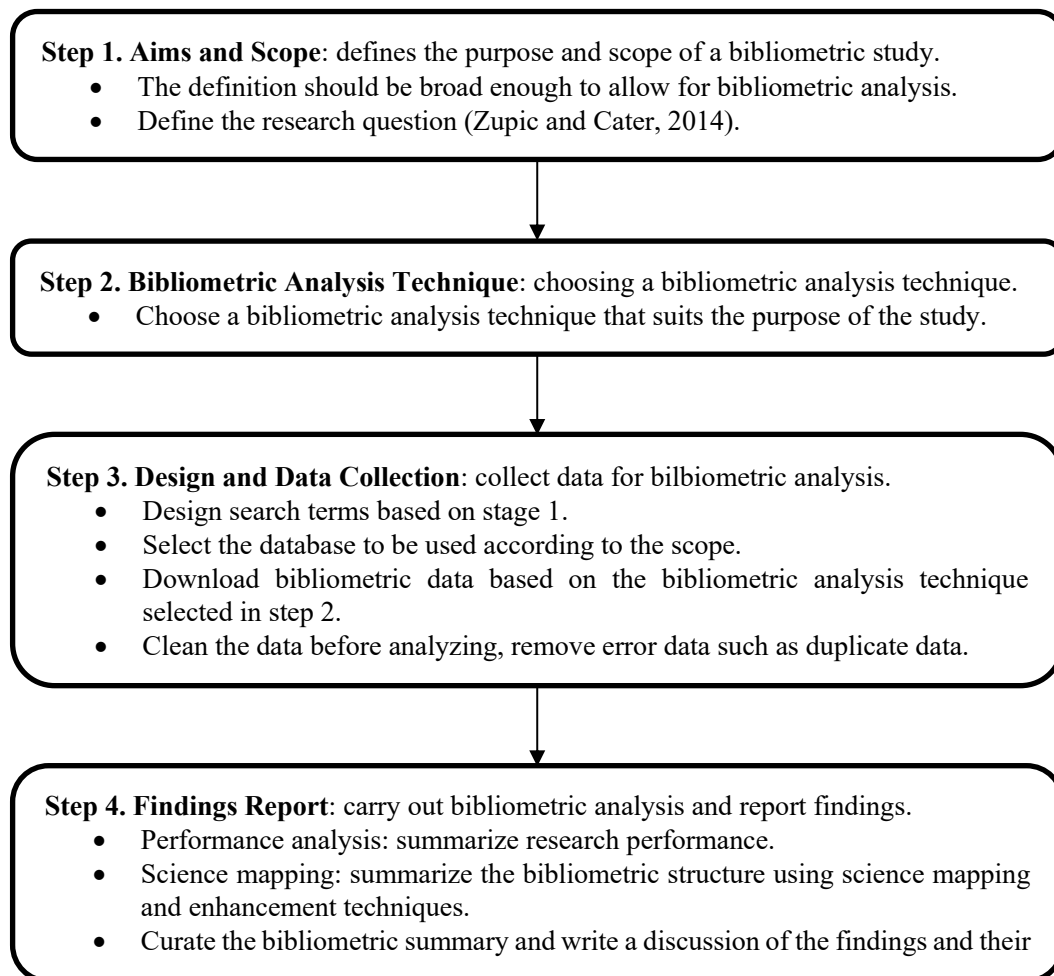 Step 1. Aims and Scope: defines the purpose and scope of a bibliometric study.
• The definition should be broad enough to allow for bibliometric analysis.
• Define the research question (Zupic and Cater, 2014).
Step 2. Bibliometric Analysis Technique: choosing a bibliometric analysis technique.
• Choose a bibliometric analysis technique that suits the purpose of the study.
Step 3. Design and Data Collection: collect data for bilbiometric analysis.
• Design search terms based on stage 1.
• Select the database to be used according to the scope.
• Download bibliometric data based on the bibliometric analysis technique
selected in step 2.
• Clean the data before analyzing, remove error data such as duplicate data.
Step 4. Findings Report: carry out bibliometric analysis and report findings.
• Performance analysis: summarize research performance.
• Science mapping: summarize the bibliometric structure using science mapping
and enhancement techniques.
• Curate the bibliometric summary and write a discussion of the findings and their